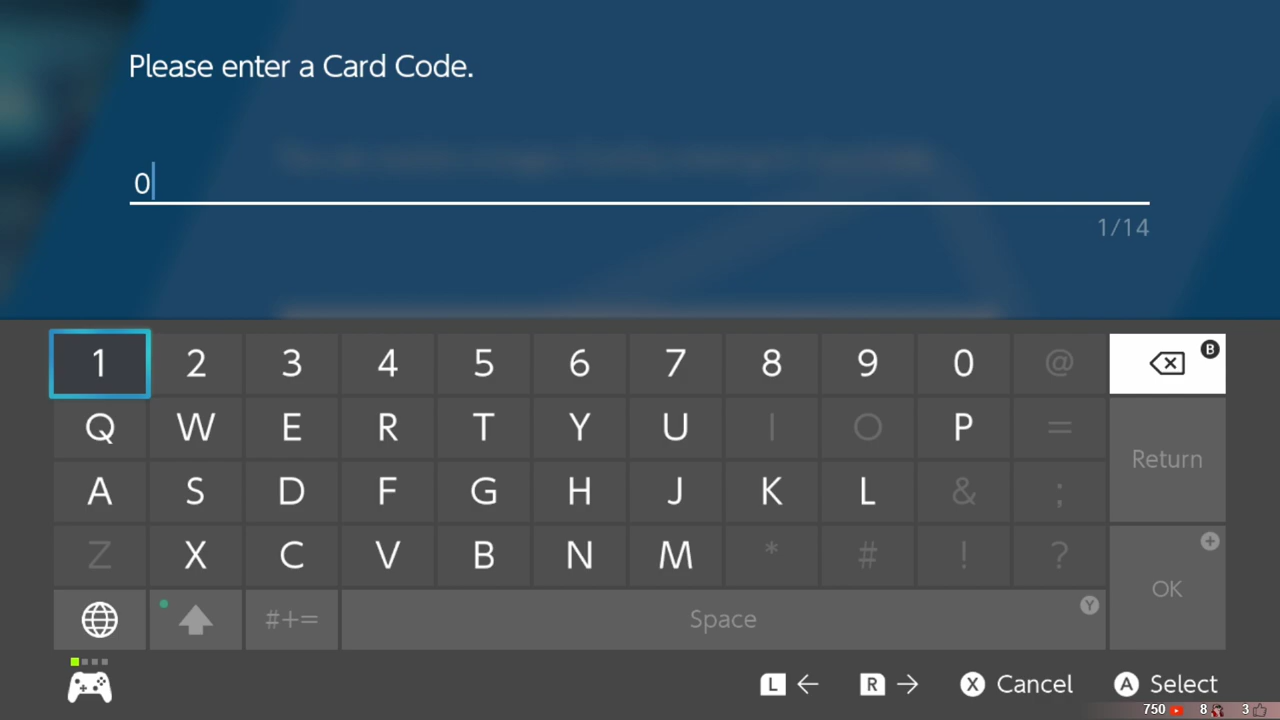 Please enter a Card Code.
0
1/14
1 2 3 4 5 6 7 8 9 0 @ B
Q W E R T Y U I O P =
Return
A S D F G H J K L & ;
Z X C V B N M * # ! ?
OK
#+= Space Y
L ← R → X Cancel A Select
750 8 3